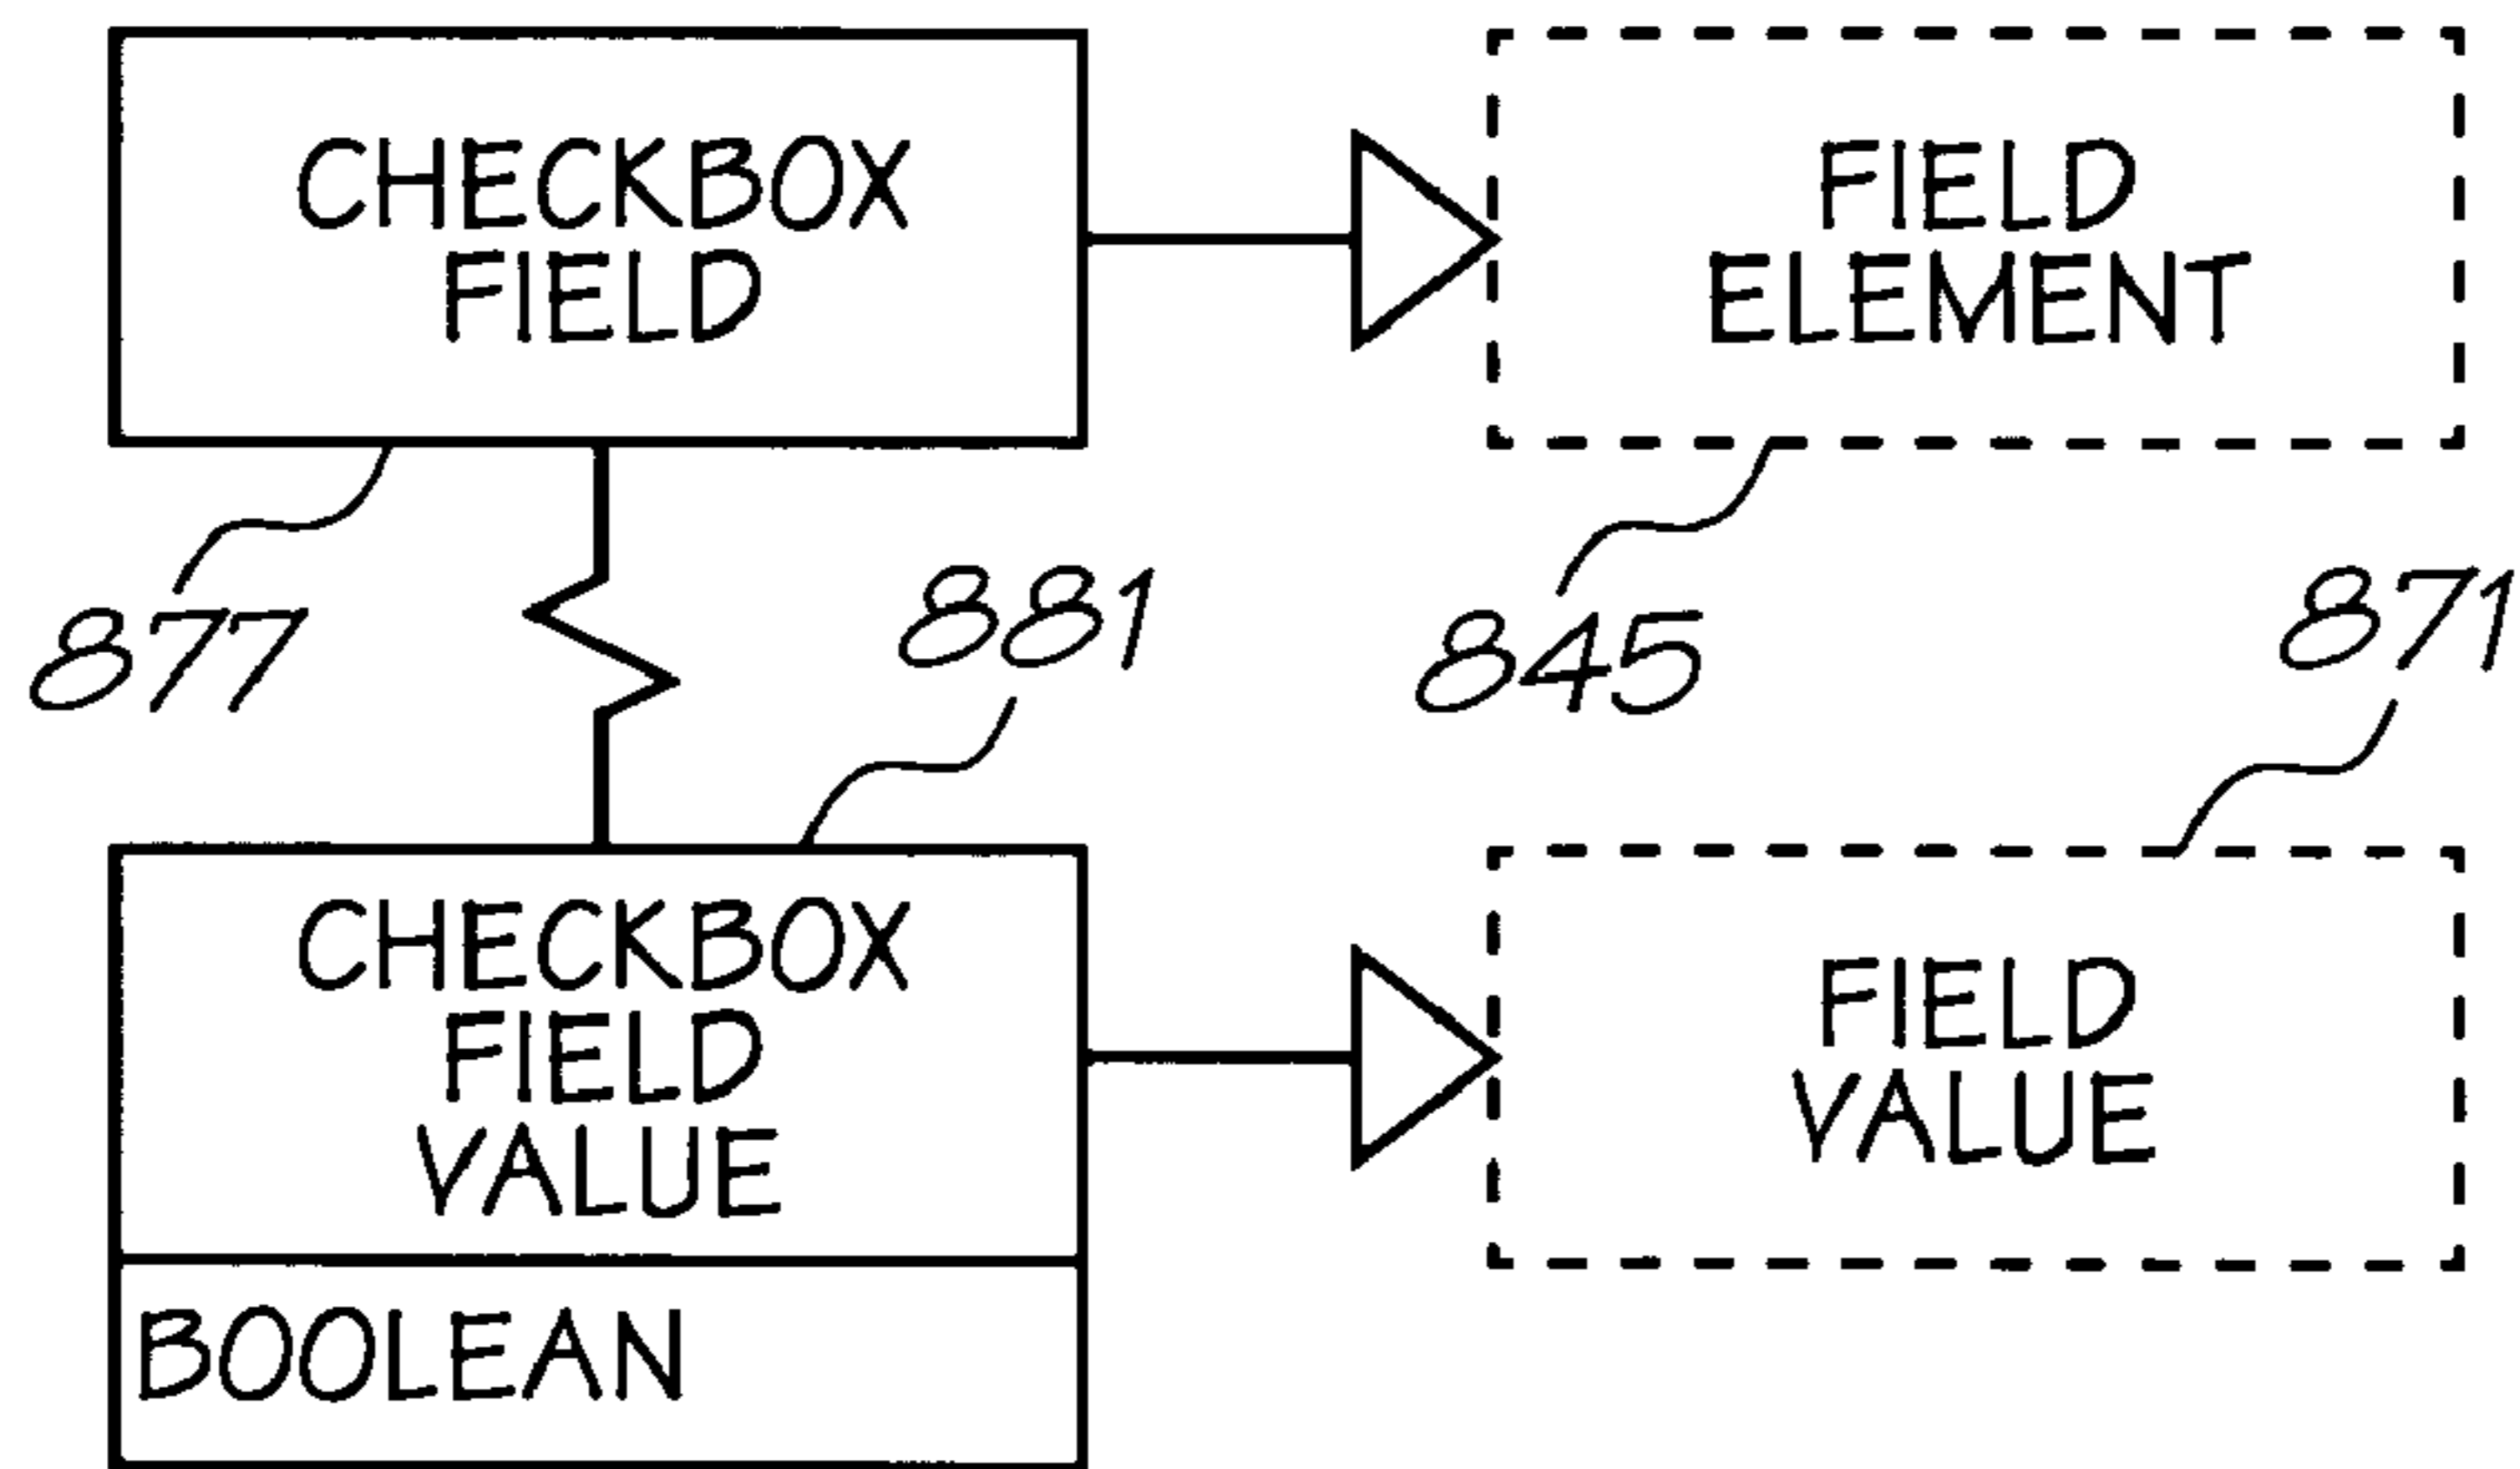 CHECKBOX
FIELD
FIELD
ELEMENT
877
881
845
871
CHECKBOX
FIELD
VALUE
BOOLEAN
FIELD
VALUE